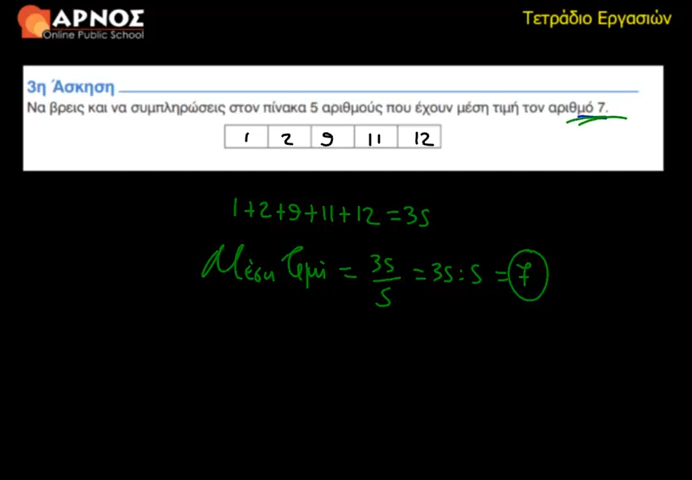 ΑΡΝΟΣ
Online Public School
Τετράδιο Εργασιών
3η Άσκηση
Να βρεις και να συμπληρώσεις στον πίνακα 5 αριθμούς που έχουν μέση τιμή τον αριθμό 7.
1 2 9 11 12
1+2+9+11+12=35
Μέση τιμή = 35/5 = 35:5 = 7